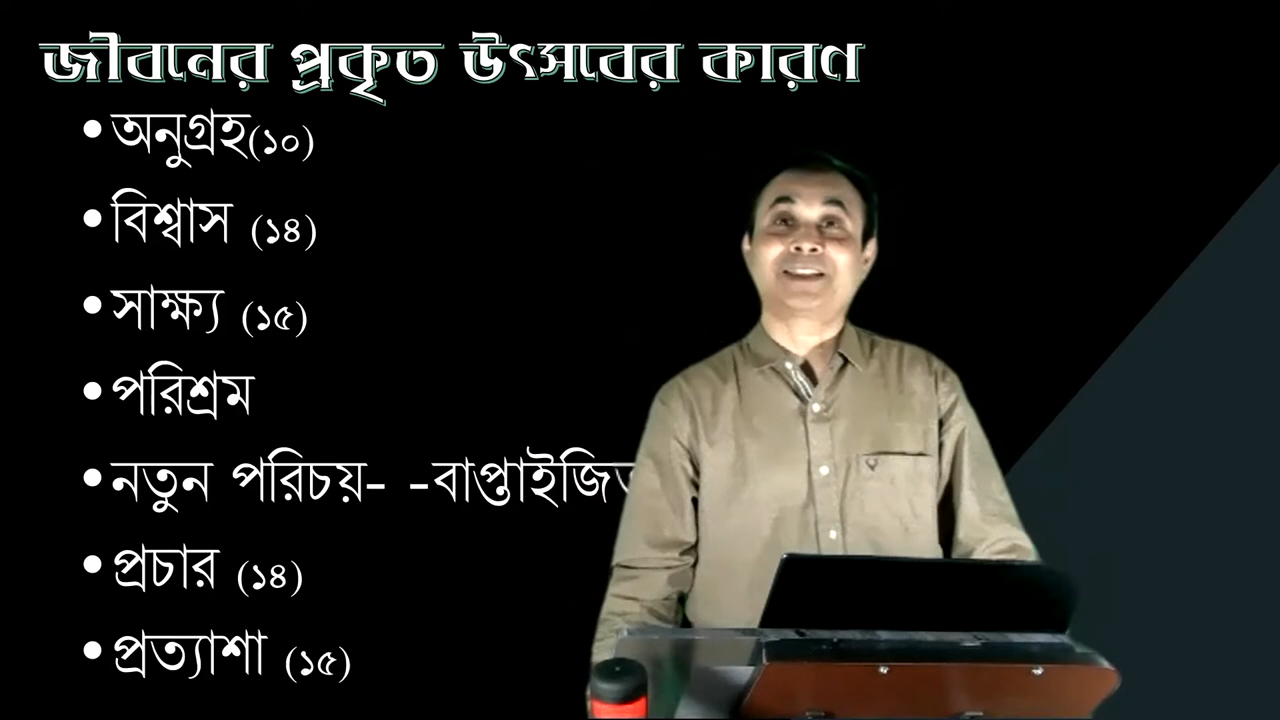 জীবনের প্রকৃত উৎসবের কারণ
• অনুগ্রহ(১০)
• বিশ্বাস (১৪)
• সাক্ষ্য (১৫)
• পরিশ্রম
• নতুন পরিচয়- -বাপ্তাইজিত
• প্রচার (১৪)
• প্রত্যাশা (১৫)